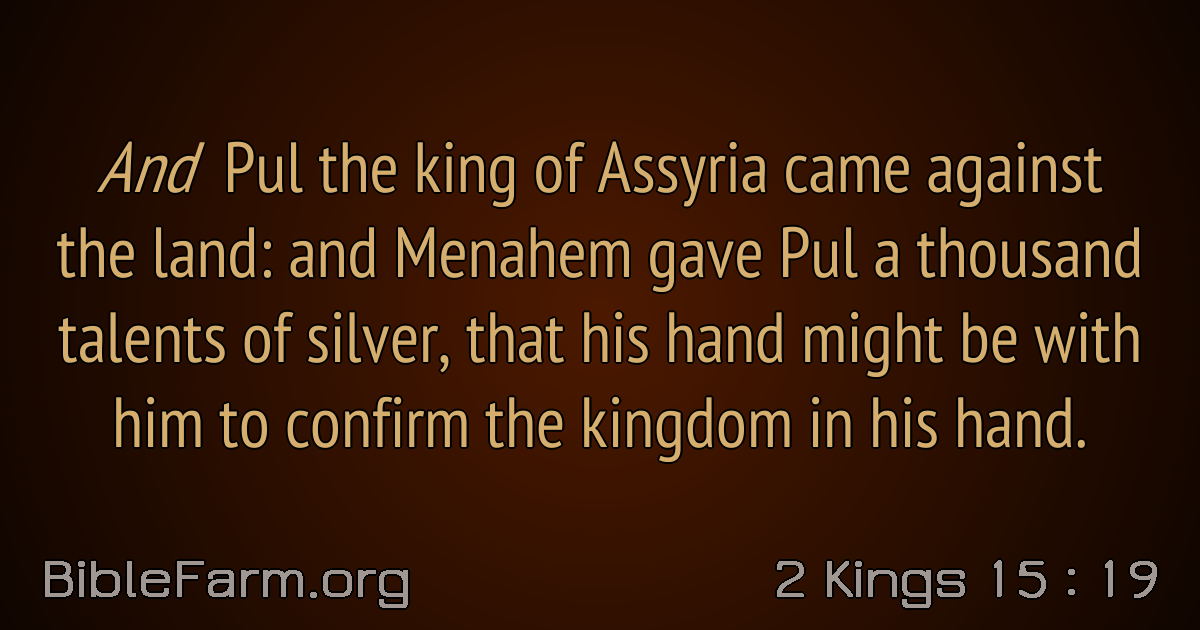 And Pul the king of Assyria came against
the land: and Menahem gave Pul a thousand
talents of silver, that his hand might be with
him to confirm the kingdom in his hand.
BibleFarm.org
2 Kings 15 : 19